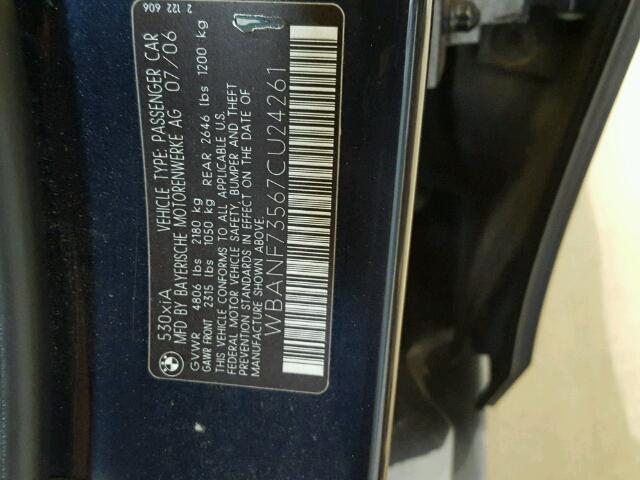 2 122 606
530xiA VEHICLE TYPE: PASSENGER CAR
MFD BY BAYERISCHE MOTORENWERKE AG 07/06
GVWR 4806 lbs 2180 kg
GAWR FRONT 2315 lbs 1050 kg REAR 2646 lbs 1200 kg
THIS VEHICLE CONFORMS TO ALL APPLICABLE U.S.
FEDERAL MOTOR VEHICLE SAFETY, BUMPER AND THEFT
PREVENTION STANDARDS IN EFFECT ON THE DATE OF
MANUFACTURE SHOWN ABOVE.
WBANF73567CU24261